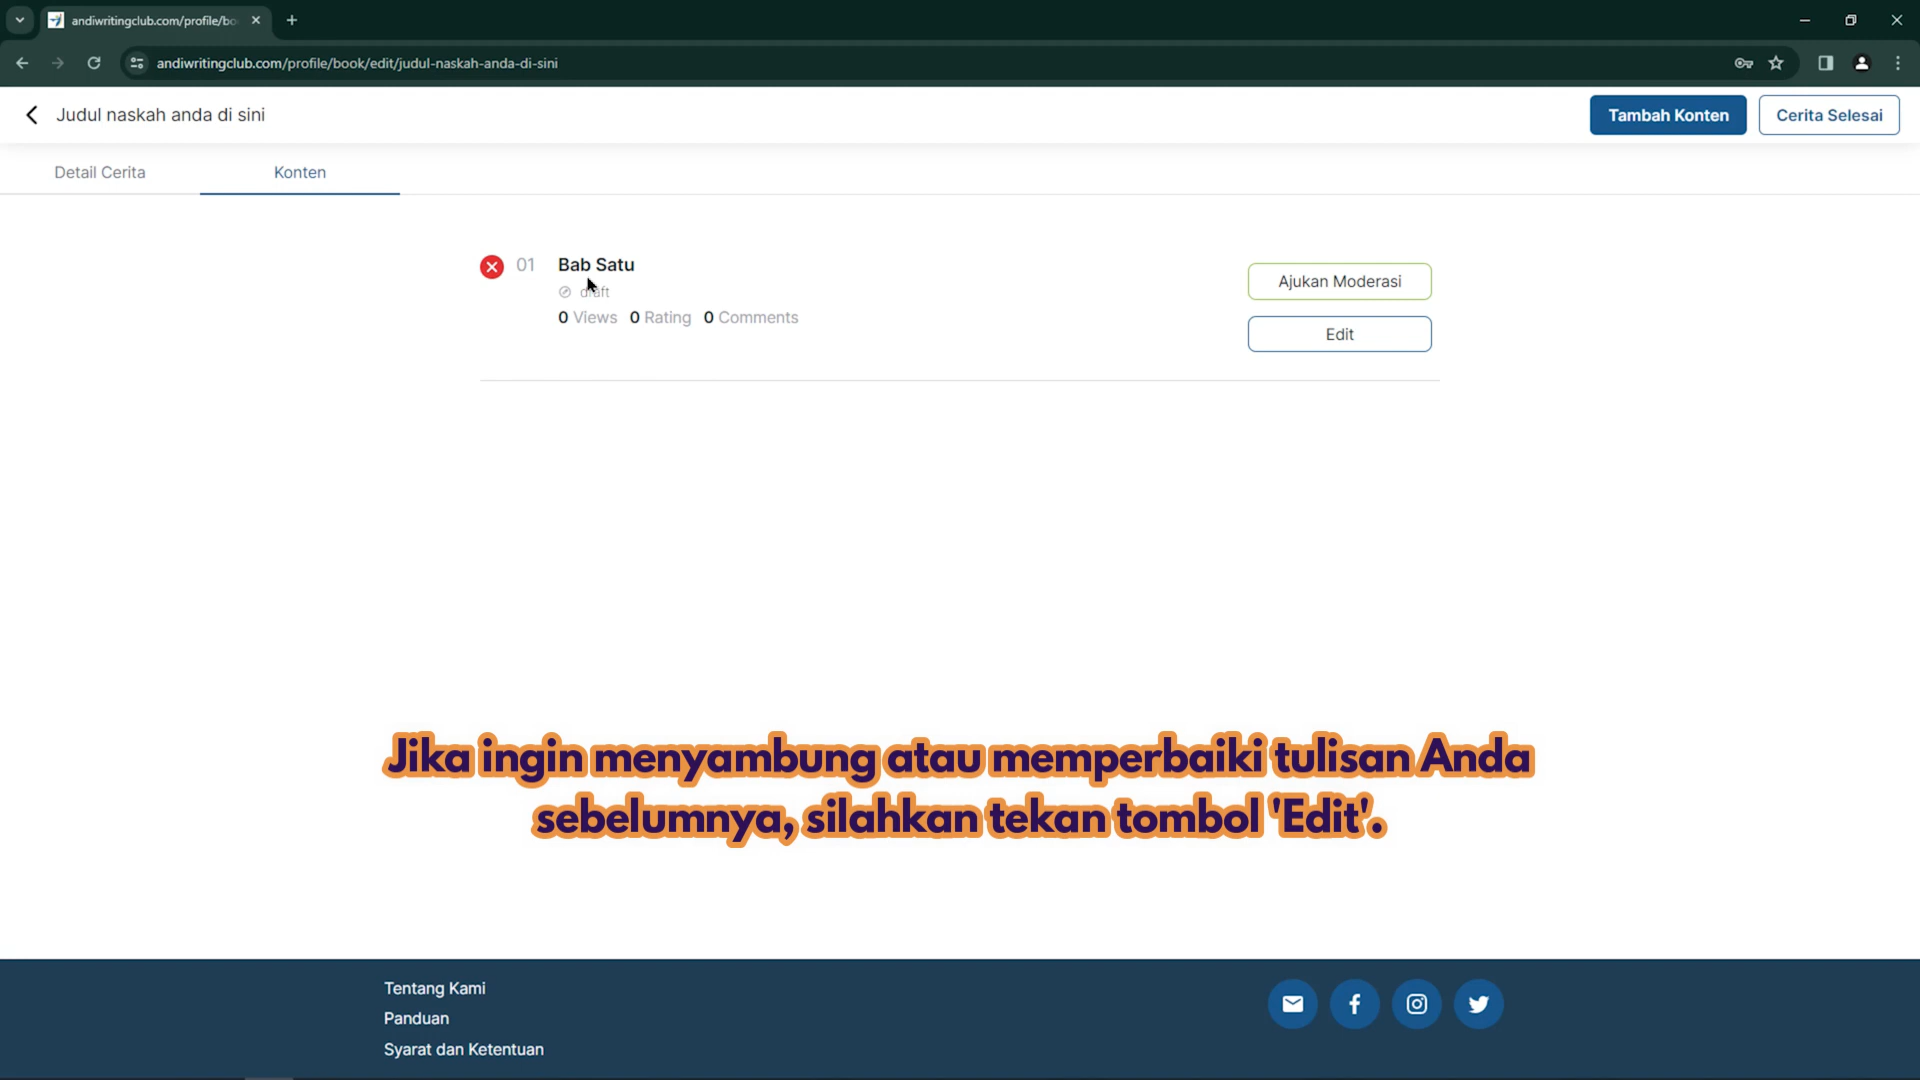 andiwritingclub.com/profile/bo
andiwritingclub.com/profile/book/edit/judul-naskah-anda-di-sini
Judul naskah anda di sini
Tambah Konten
Cerita Selesai
Detail Cerita
Konten
01
Bab Satu
draft
0 Views 0 Rating 0 Comments
Ajukan Moderasi
Edit
Jika ingin menyambung atau memperbaiki tulisan Anda
sebelumnya, silahkan tekan tombol 'Edit'.
Tentang Kami
Panduan
Syarat dan Ketentuan